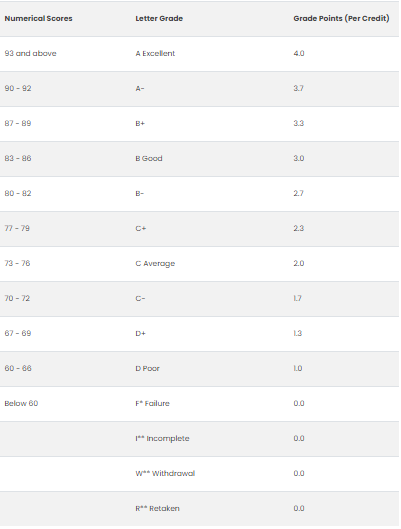 Numerical Scores Letter Grade Grade Points (Per Credit)
93 and above A Excellent 4.0
90 - 92 A- 3.7
87 - 89 B+ 3.3
83 - 86 B Good 3.0
80 - 82 B- 2.7
77 - 79 C+ 2.3
73 - 76 C Average 2.0
70 - 72 C- 1.7
67 - 69 D+ 1.3
60 - 66 D Poor 1.0
Below 60 F* Failure 0.0
I** Incomplete 0.0
W** Withdrawal 0.0
R** Retaken 0.0